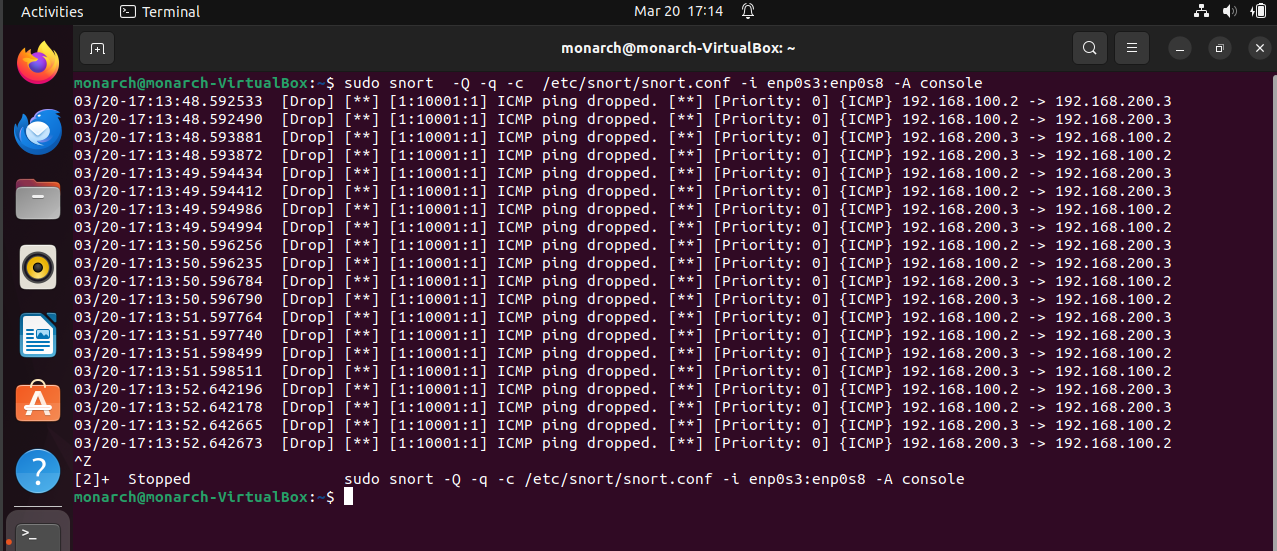 Activities Terminal Mar 20 17:14
monarch@monarch-VirtualBox: ~
monarch@monarch-VirtualBox:~$ sudo snort  -Q -q -c  /etc/snort/snort.conf -i enp0s3:enp0s8 -A console
03/20-17:13:48.592533  [Drop] [**] [1:10001:1] ICMP ping dropped. [**] [Priority: 0] {ICMP} 192.168.100.2 -> 192.168.200.3
03/20-17:13:48.592490  [Drop] [**] [1:10001:1] ICMP ping dropped. [**] [Priority: 0] {ICMP} 192.168.100.2 -> 192.168.200.3
03/20-17:13:48.593881  [Drop] [**] [1:10001:1] ICMP ping dropped. [**] [Priority: 0] {ICMP} 192.168.200.3 -> 192.168.100.2
03/20-17:13:48.593872  [Drop] [**] [1:10001:1] ICMP ping dropped. [**] [Priority: 0] {ICMP} 192.168.200.3 -> 192.168.100.2
03/20-17:13:49.594434  [Drop] [**] [1:10001:1] ICMP ping dropped. [**] [Priority: 0] {ICMP} 192.168.100.2 -> 192.168.200.3
03/20-17:13:49.594412  [Drop] [**] [1:10001:1] ICMP ping dropped. [**] [Priority: 0] {ICMP} 192.168.100.2 -> 192.168.200.3
03/20-17:13:49.594986  [Drop] [**] [1:10001:1] ICMP ping dropped. [**] [Priority: 0] {ICMP} 192.168.200.3 -> 192.168.100.2
03/20-17:13:49.594994  [Drop] [**] [1:10001:1] ICMP ping dropped. [**] [Priority: 0] {ICMP} 192.168.200.3 -> 192.168.100.2
03/20-17:13:50.596256  [Drop] [**] [1:10001:1] ICMP ping dropped. [**] [Priority: 0] {ICMP} 192.168.100.2 -> 192.168.200.3
03/20-17:13:50.596235  [Drop] [**] [1:10001:1] ICMP ping dropped. [**] [Priority: 0] {ICMP} 192.168.100.2 -> 192.168.200.3
03/20-17:13:50.596784  [Drop] [**] [1:10001:1] ICMP ping dropped. [**] [Priority: 0] {ICMP} 192.168.200.3 -> 192.168.100.2
03/20-17:13:50.596790  [Drop] [**] [1:10001:1] ICMP ping dropped. [**] [Priority: 0] {ICMP} 192.168.200.3 -> 192.168.100.2
03/20-17:13:51.597764  [Drop] [**] [1:10001:1] ICMP ping dropped. [**] [Priority: 0] {ICMP} 192.168.100.2 -> 192.168.200.3
03/20-17:13:51.597740  [Drop] [**] [1:10001:1] ICMP ping dropped. [**] [Priority: 0] {ICMP} 192.168.100.2 -> 192.168.200.3
03/20-17:13:51.598499  [Drop] [**] [1:10001:1] ICMP ping dropped. [**] [Priority: 0] {ICMP} 192.168.200.3 -> 192.168.100.2
03/20-17:13:51.598511  [Drop] [**] [1:10001:1] ICMP ping dropped. [**] [Priority: 0] {ICMP} 192.168.200.3 -> 192.168.100.2
03/20-17:13:52.642196  [Drop] [**] [1:10001:1] ICMP ping dropped. [**] [Priority: 0] {ICMP} 192.168.100.2 -> 192.168.200.3
03/20-17:13:52.642178  [Drop] [**] [1:10001:1] ICMP ping dropped. [**] [Priority: 0] {ICMP} 192.168.100.2 -> 192.168.200.3
03/20-17:13:52.642665  [Drop] [**] [1:10001:1] ICMP ping dropped. [**] [Priority: 0] {ICMP} 192.168.200.3 -> 192.168.100.2
03/20-17:13:52.642673  [Drop] [**] [1:10001:1] ICMP ping dropped. [**] [Priority: 0] {ICMP} 192.168.200.3 -> 192.168.100.2
^Z
[2]+  Stopped                 sudo snort -Q -q -c /etc/snort/snort.conf -i enp0s3:enp0s8 -A console
monarch@monarch-VirtualBox:~$